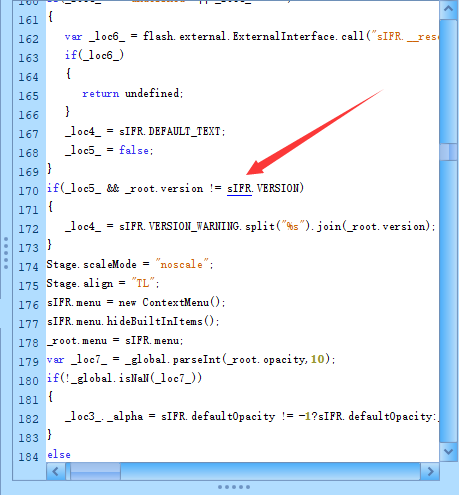 161 {
162 var _loc6_ = flash.external.ExternalInterface.call("sIFR.__rese
163 if(_loc6_)
164 {
165 return undefined;
166 }
167 _loc4_ = sIFR.DEFAULT_TEXT;
168 _loc5_ = false;
169 }
170 if(_loc5_ && _root.version != sIFR.VERSION)
171 {
172 _loc4_ = sIFR.VERSION_WARNING.split("%s").join(_root.version);
173 }
174 Stage.scaleMode = "noscale";
175 Stage.align = "TL";
176 sIFR.menu = new ContextMenu();
177 sIFR.menu.hideBuiltInItems();
178 _root.menu = sIFR.menu;
179 var _loc7_ = _global.parseInt(_root.opacity,10);
180 if(!_global.isNaN(_loc7_))
181 {
182 _loc3_._alpha = sIFR.defaultOpacity != -1?sIFR.defaultOpacity:_
183 }
184 else